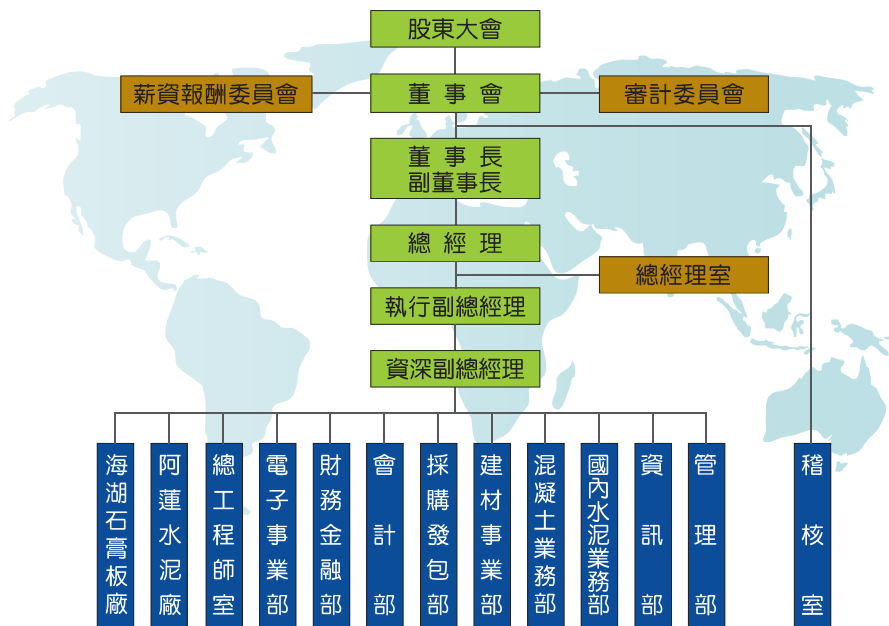 股東大會
薪資報酬委員會
董事會
審計委員會
董事長
副董事長
總經理
總經理室
執行副總經理
資深副總經理
海湖石膏板廠
阿蓮水泥廠
總工程師室
電子事業部
財務金融部
會計部
採購發包部
建材事業部
混凝土業務部
國內水泥業務部
資訊部
管理部
稽核室